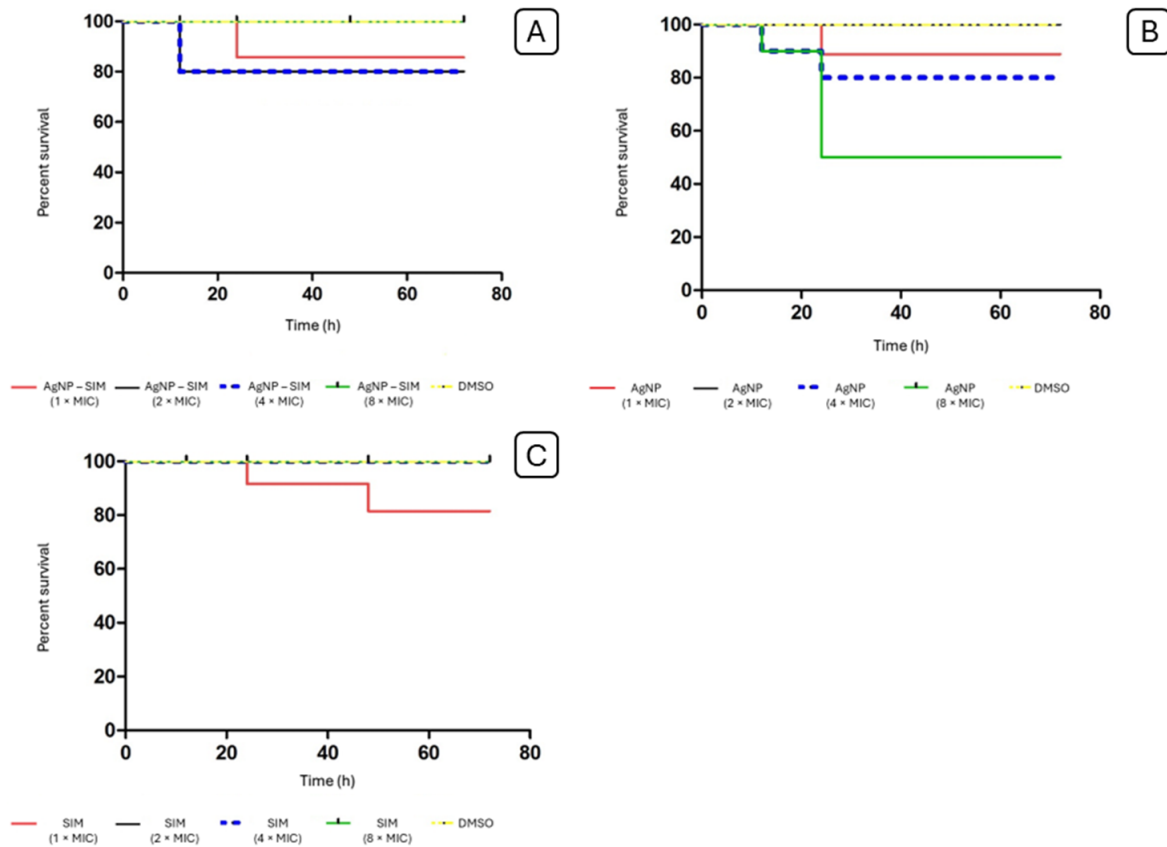 A
Percent survival
100
80
60
40
20
0
0 20 40 60 80
Time (h)
AgNP – SIM (1 × MIC)
AgNP – SIM (2 × MIC)
AgNP – SIM (4 × MIC)
AgNP – SIM (8 × MIC)
DMSO
B
Percent survival
100
80
60
40
20
0
0 20 40 60 80
Time (h)
AgNP (1 × MIC)
AgNP (2 × MIC)
AgNP (4 × MIC)
AgNP (8 × MIC)
DMSO
C
Percent survival
100
80
60
40
20
0
0 20 40 60 80
Time (h)
SIM (1 × MIC)
SIM (2 × MIC)
SIM (4 × MIC)
SIM (8 × MIC)
DMSO